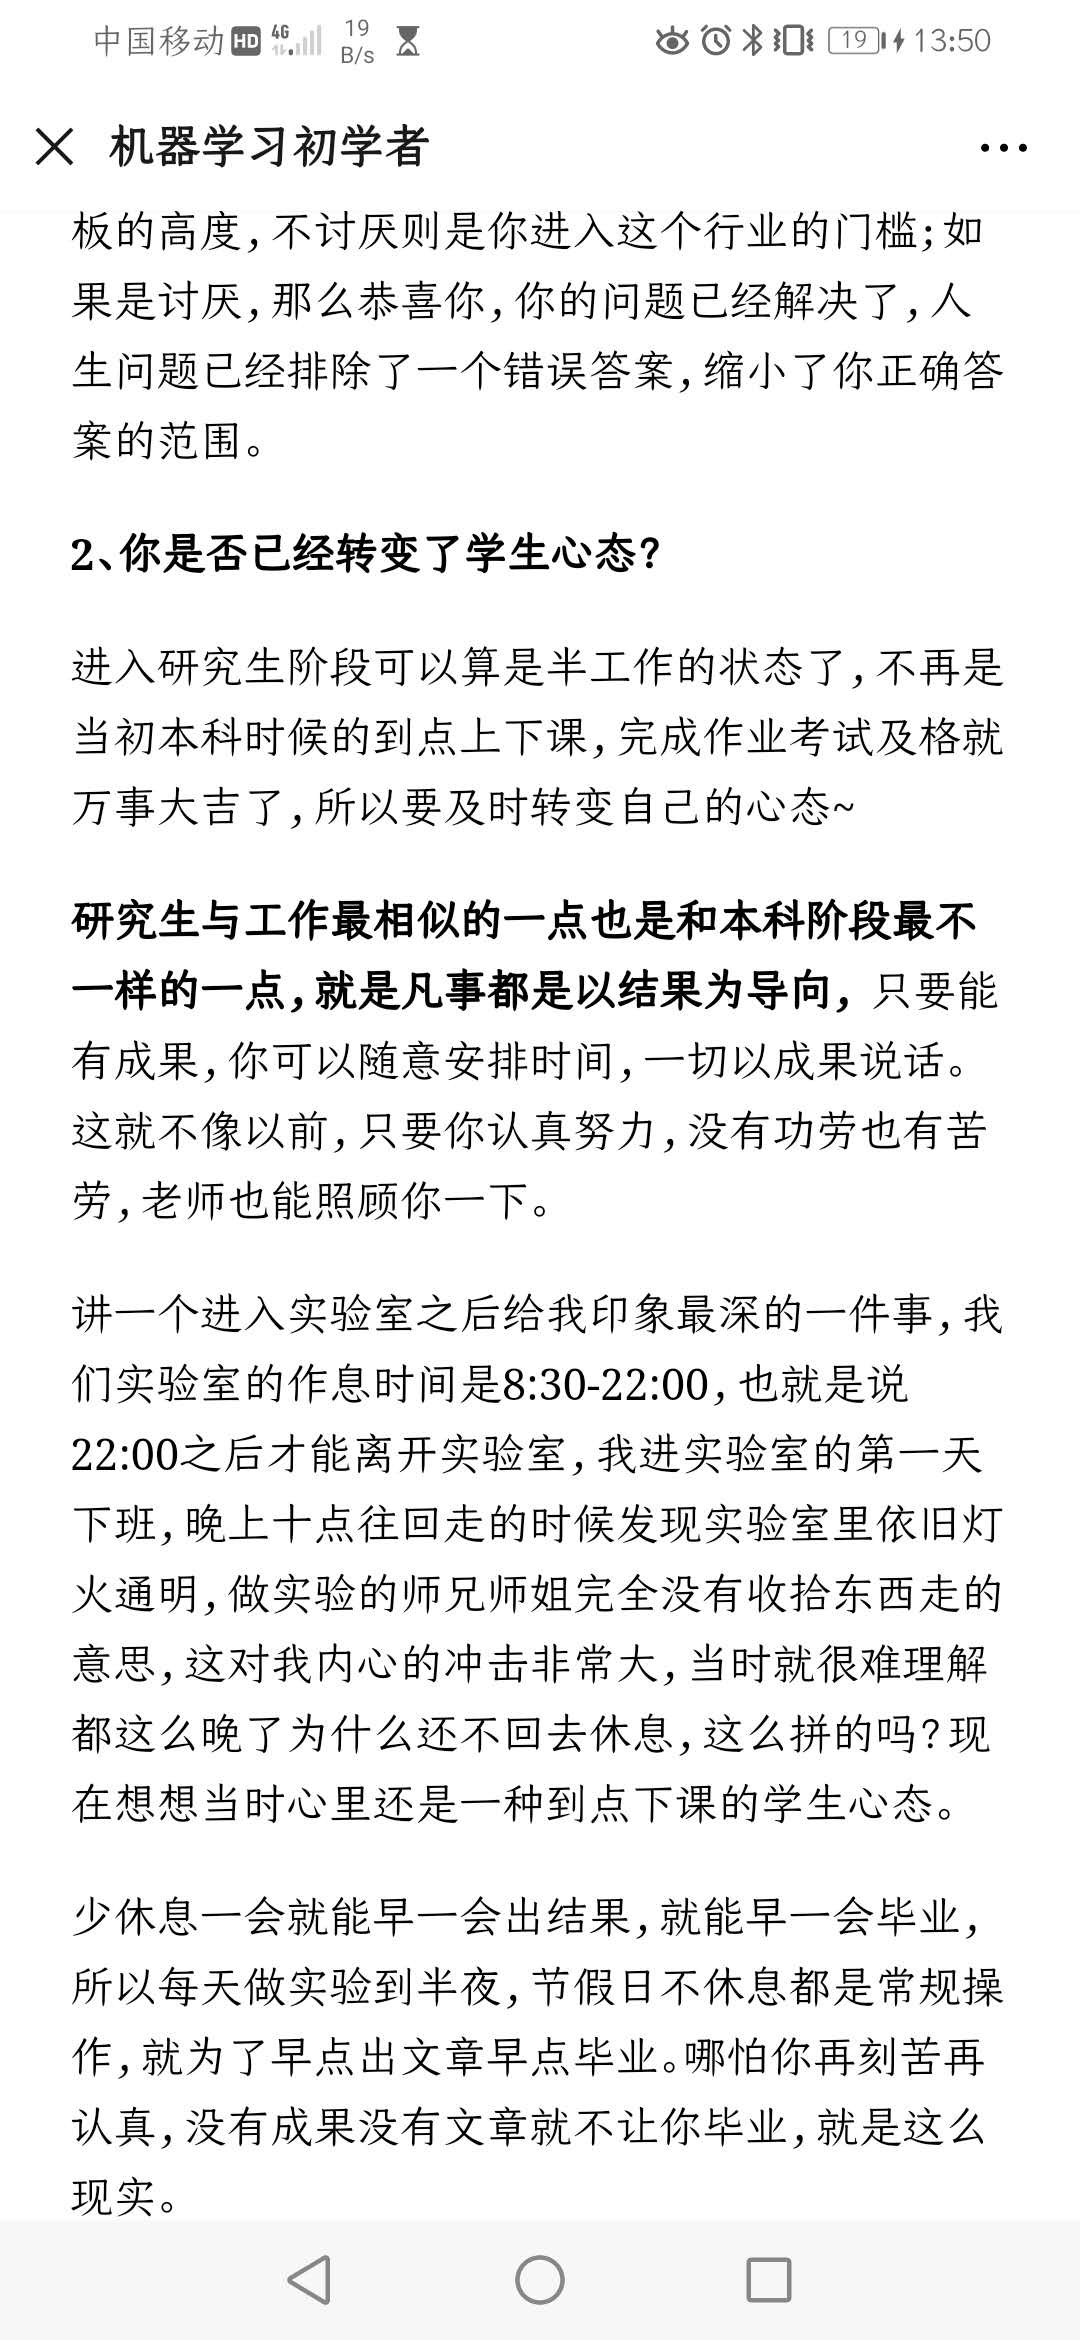 中国移动 HD 4G 19 B/s 19 13:50
机器学习初学者
板的高度,不讨厌则是你进入这个行业的门槛;如
果是讨厌,那么恭喜你,你的问题已经解决了,人
生问题已经排除了一个错误答案,缩小了你正确答
案的范围。
2、你是否已经转变了学生心态?
进入研究生阶段可以算是半工作的状态了,不再是
当初本科时候的到点上下课,完成作业考试及格就
万事大吉了,所以要及时转变自己的心态~
研究生与工作最相似的一点也是和本科阶段最不
一样的一点,就是凡事都是以结果为导向,只要能
有成果,你可以随意安排时间,一切以成果说话。
这就不像以前,只要你认真努力,没有功劳也有苦
劳,老师也能照顾你一下。
讲一个进入实验室之后给我印象最深的一件事,我
们实验室的作息时间是8:30-22:00,也就是说
22:00之后才能离开实验室,我进实验室的第一天
下班,晚上十点往回走的时候发现实验室里依旧灯
火通明,做实验的师兄师姐完全没有收拾东西走的
意思,这对我内心的冲击非常大,当时就很难理解
都这么晚了为什么还不回去休息,这么拼的吗?现
在想想当时心里还是一种到点下课的学生心态。
少休息一会就能早一会出结果,就能早一会毕业,
所以每天做实验到半夜,节假日不休息都是常规操
作,就为了早点出文章早点毕业。哪怕你再刻苦再
认真,没有成果没有文章就不让你毕业,就是这么
现实。